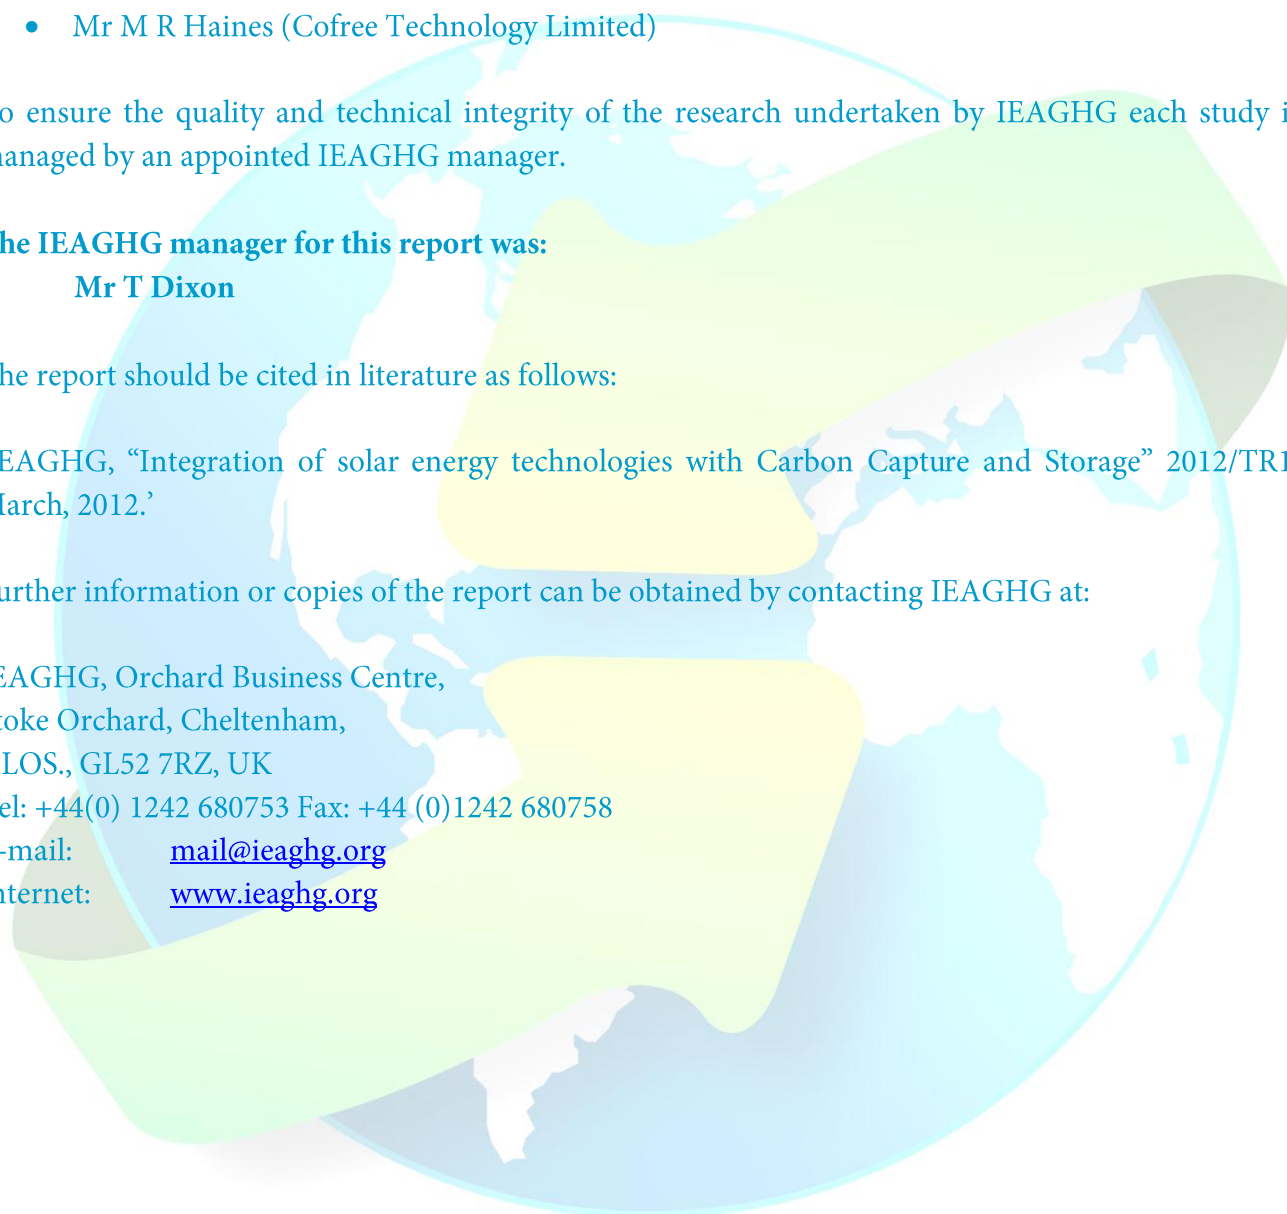 • Mr M R Haines (Cofree Technology Limited)
o ensure the quality and technical integrity of the research undertaken by IEAGHG each study i
anaged by an appointed IEAGHG manager.
he IEAGHG manager for this report was:
Mr T Dixon
he report should be cited in literature as follows:
EAGHG, “Integration of solar energy technologies with Carbon Capture and Storage” 2012/TR1
arch, 2012.’
urther information or copies of the report can be obtained by contacting IEAGHG at:
EAGHG, Orchard Business Centre,
toke Orchard, Cheltenham,
LOS., GL52 7RZ, UK
el: +44(0) 1242 680753 Fax: +44 (0)1242 680758
-mail: mail@ieaghg.org
nternet: www.ieaghg.org